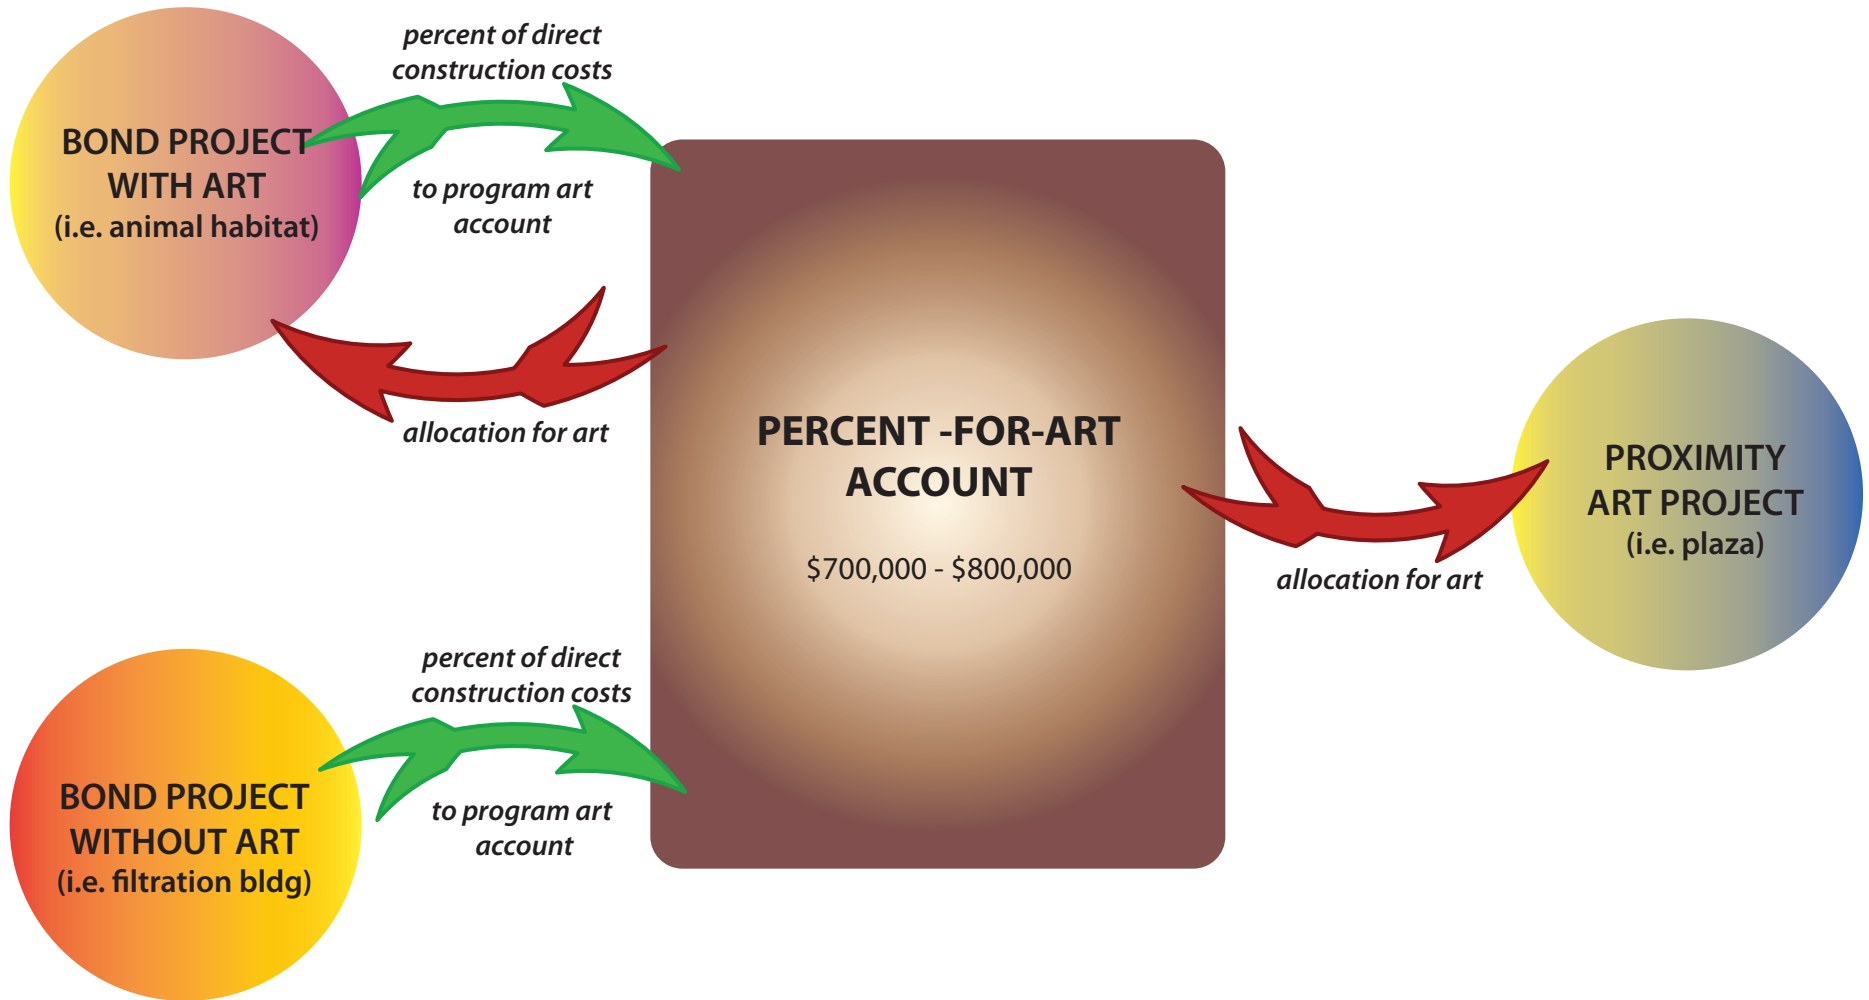 percent of direct
construction costs
BOND PROJECT
WITH ART
(i.e. animal habitat)
to program art
account
allocation for art
PERCENT -FOR-ART
ACCOUNT
$700,000 - $800,000
PROXIMITY
ART PROJECT
(i.e. plaza)
allocation for art
percent of direct
construction costs
BOND PROJECT
WITHOUT ART
(i.e. filtration bldg)
to program art
account